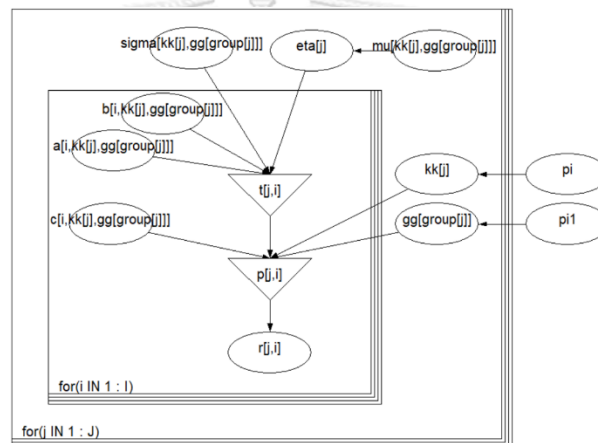 sigma[kk[j],gg[group[j]]]
eta[j]
mu[kk[j],gg[group[j]]]
b[i,kk[j],gg[group[j]]]
a[i,kk[j],gg[group[j]]]
t[j,i]
kk[j]
pi
c[i,kk[j],gg[group[j]]]
gg[group[j]]
pi1
p[j,i]
r[j,i]
for(i IN 1 : I)
for(j IN 1 : J)